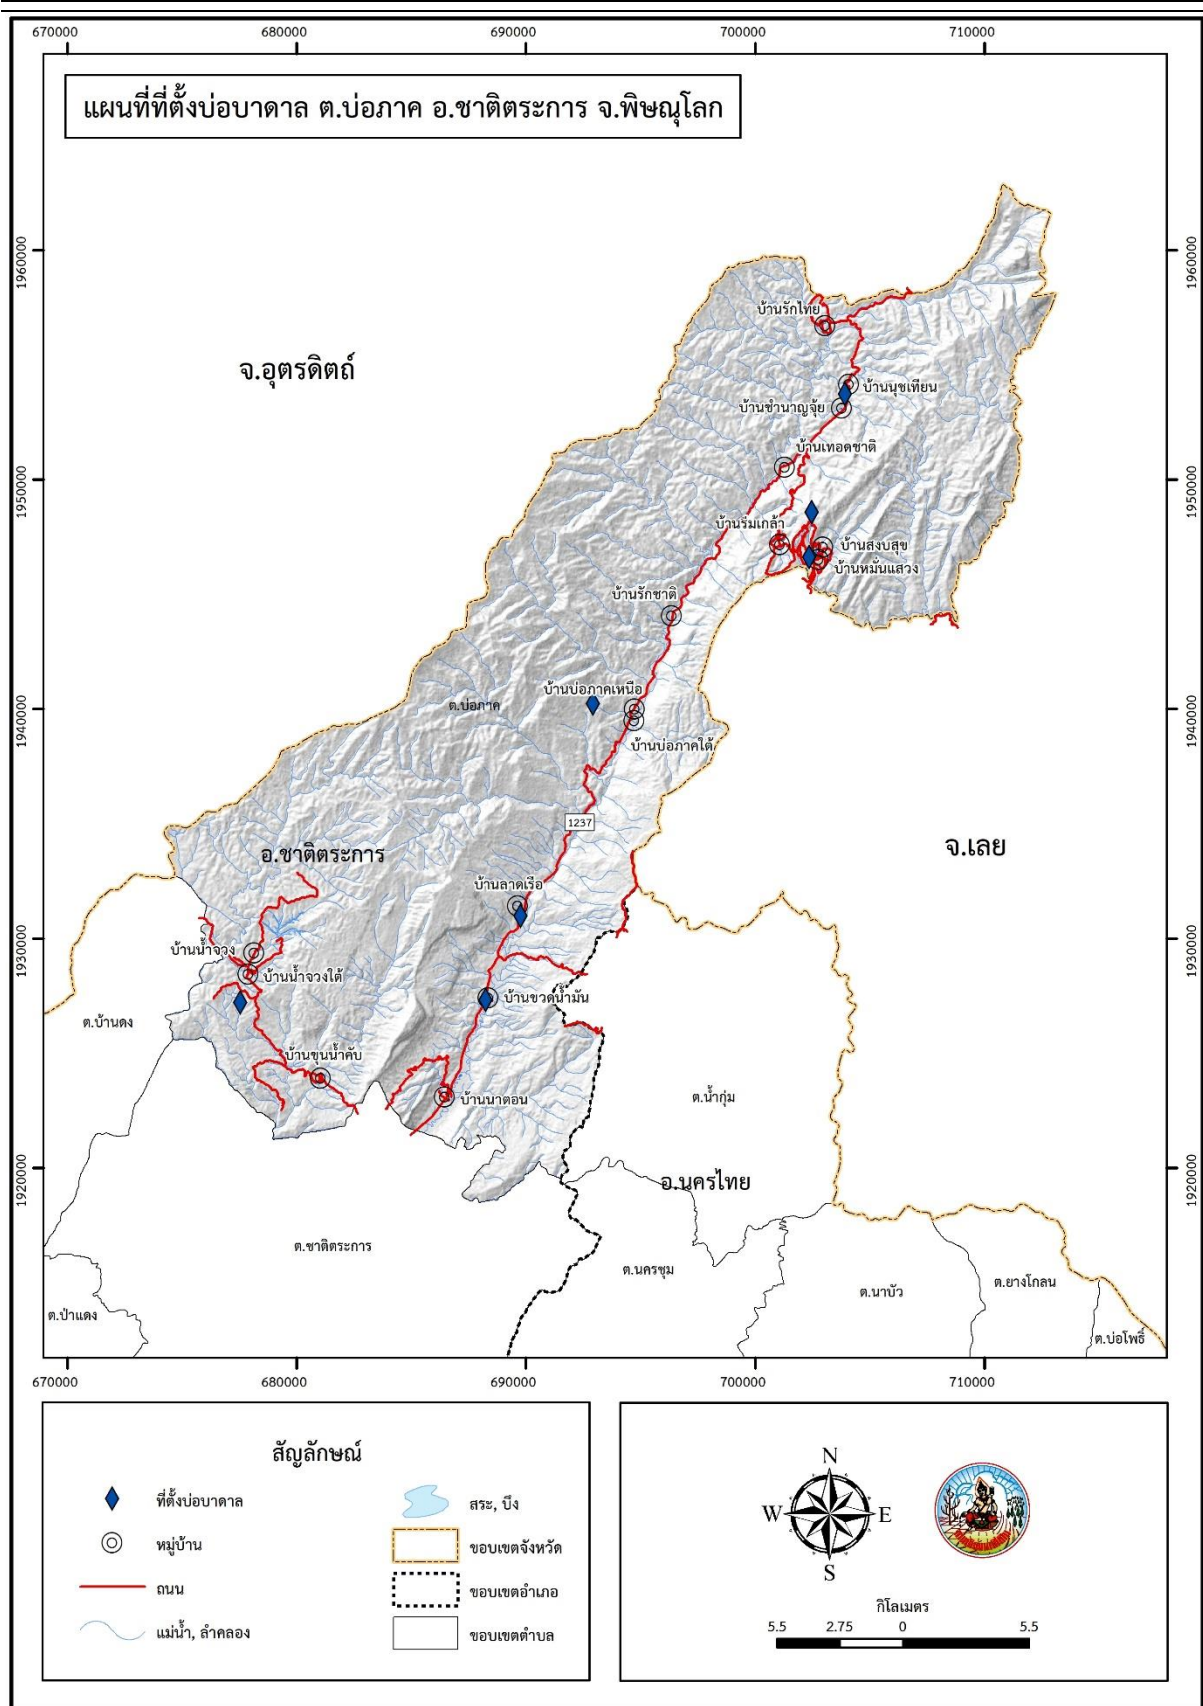 670000
680000
690000
700000
710000
แผนที่ที่ตั้งบ่อบาดาล ต.บ่อภาค อ.ชาติตระการ จ.พิษณุโลก
1960000
1960000
จ.อุตรดิตถ์
บ้านรักไทย
บ้านนุชเทียน
บ้านชำนาญจุ้ย
บ้านเทอดชาติ
1950000
1950000
บ้านร่มเกล้า
บ้านสงบสุข
บ้านหมั่นแสวง
บ้านรักชาติ
บ้านบ่อภาคเหนือ
ต.บ่อภาค
1940000
1940000
บ้านบ่อภาคใต้
1237
อ.ชาติตระการ
จ.เลย
บ้านลาดเรือ
1930000
1930000
บ้านน้ำจวง
บ้านน้ำจวงใต้
บ้านขวดน้ำมัน
ต.บ้านดง
บ้านขุนน้ำคับ
บ้านนาตอน
ต.น้ำกุ่ม
1920000
1920000
อ.นครไทย
ต.ชาติตระการ
ต.นครชุม
ต.นาบัว
ต.ยางโกลน
ต.ป่าแดง
ต.บ่อโพธิ์
670000
680000
690000
700000
710000
สัญลักษณ์
ที่ตั้งบ่อบาดาล
หมู่บ้าน
ถนน
แม่น้ำ, ลำคลอง
สระ, บึง
ขอบเขตจังหวัด
ขอบเขตอำเภอ
ขอบเขตตำบล
N
W
E
S
กิโลเมตร
5.5
2.75
0
5.5